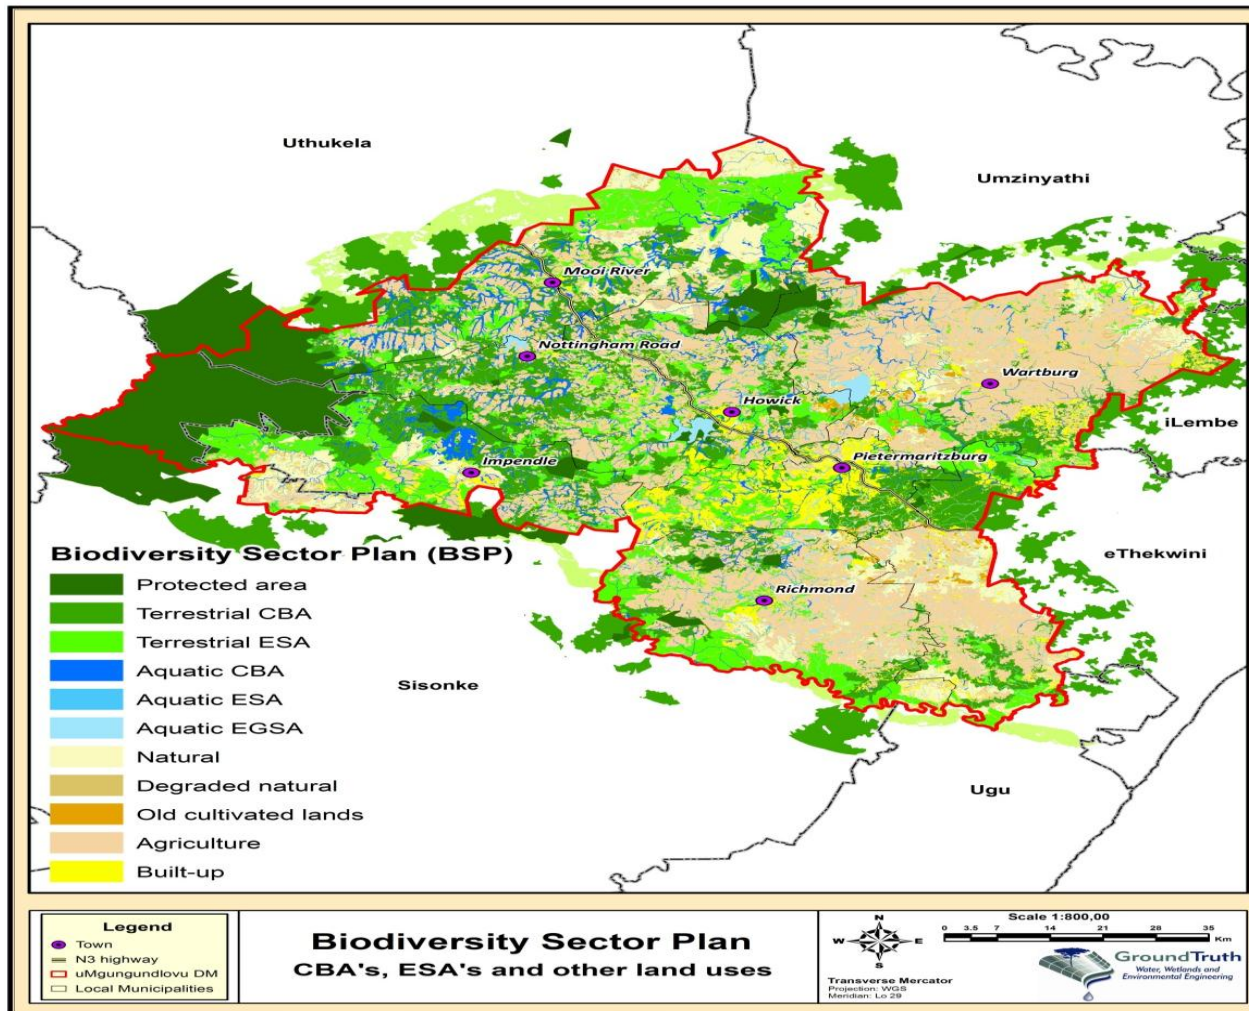 Uthukela
Umzinyathi
Mooi River
Nottingham Road
Wartburg
Howick
iLembe
Pietermaritzburg
Impendle
eThekwini
Richmond
Sisonke
Ugu
Biodiversity Sector Plan (BSP)
Protected area
Terrestrial CBA
Terrestrial ESA
Aquatic CBA
Aquatic ESA
Aquatic EGSA
Natural
Degraded natural
Old cultivated lands
Agriculture
Built-up
Legend
Town
N3 highway
uMgungundlovu DM
Local Municipalities
Biodiversity Sector Plan
CBA's, ESA's and other land uses
N
W E
S
Transverse Mercator
Projection: WGS
Meridian: Lo 29
Scale 1:800,00
0 3.5 7 14 21 28 35
Km
GroundTruth
Water, Wetlands and
Environmental Engineering